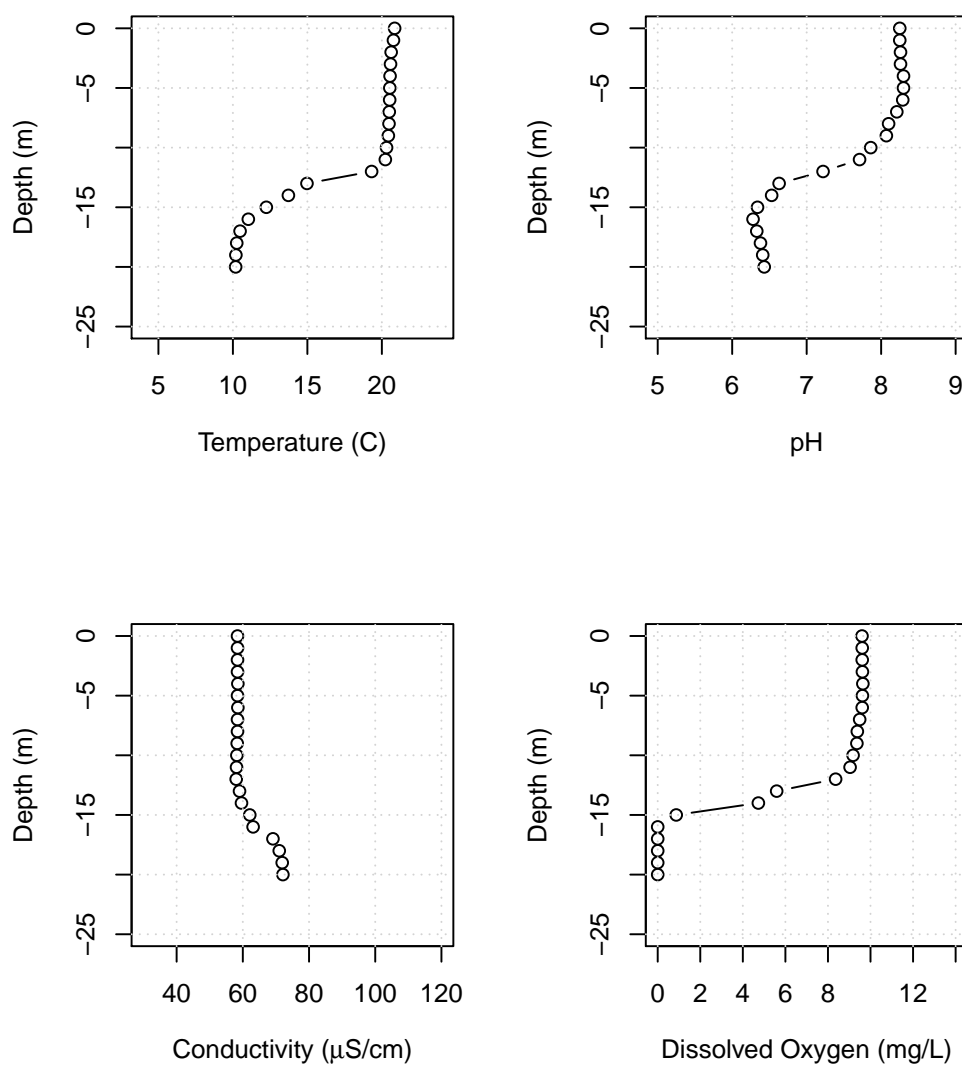 0
−5
−15
−25
Depth (m)
5 10 15 20
Temperature (C)
0
−5
−15
−25
Depth (m)
5 6 7 8 9
pH
0
−5
−15
−25
Depth (m)
40 60 80 100 120
Conductivity (μS/cm)
0
−5
−15
−25
Depth (m)
0 2 4 6 8 12
Dissolved Oxygen (mg/L)